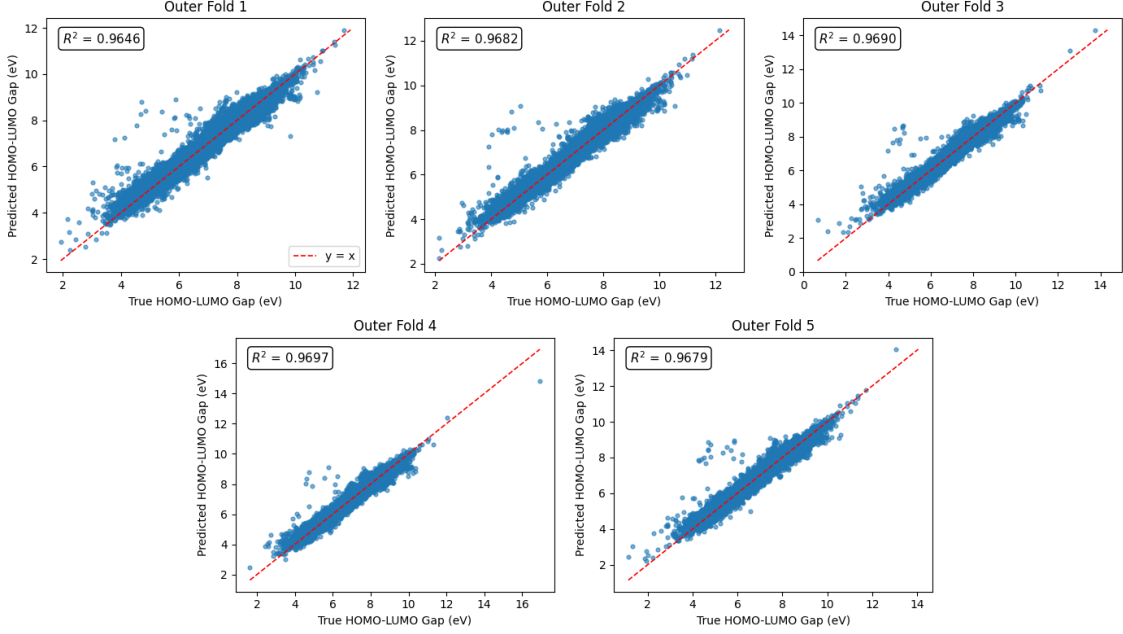 Outer Fold 1
R² = 0.9646
Predicted HOMO-LUMO Gap (eV)
12
10
8
6
4
2
y = x
2 4 6 8 10 12
True HOMO-LUMO Gap (eV)
Outer Fold 2
R² = 0.9682
Predicted HOMO-LUMO Gap (eV)
12
10
8
6
4
2
2 4 6 8 10 12
True HOMO-LUMO Gap (eV)
Outer Fold 3
R² = 0.9690
Predicted HOMO-LUMO Gap (eV)
14
12
10
8
6
4
2
0
0 2 4 6 8 10 12 14
True HOMO-LUMO Gap (eV)
Outer Fold 4
R² = 0.9697
Predicted HOMO-LUMO Gap (eV)
16
14
12
10
8
6
4
2
2 4 6 8 10 12 14 16
True HOMO-LUMO Gap (eV)
Outer Fold 5
R² = 0.9679
Predicted HOMO-LUMO Gap (eV)
14
12
10
8
6
4
2
2 4 6 8 10 12 14
True HOMO-LUMO Gap (eV)